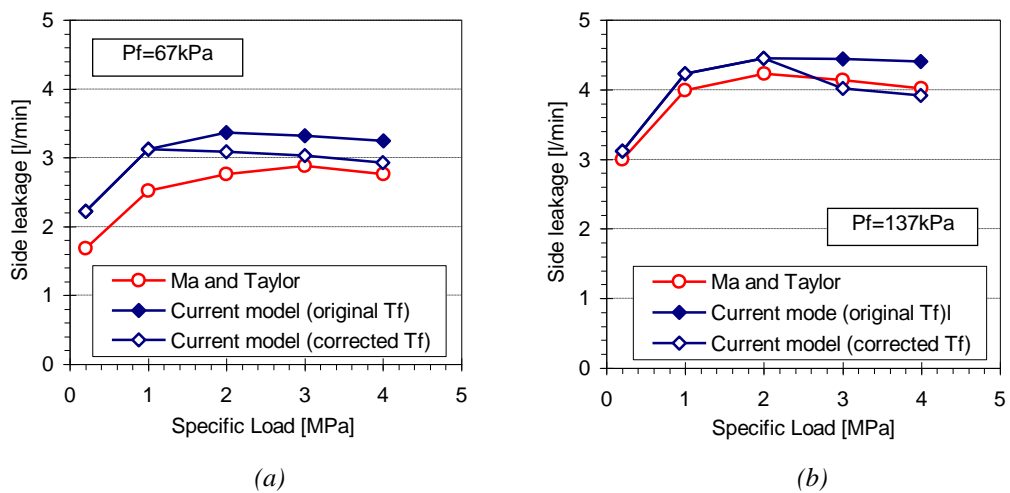 Pf=67kPa
Side leakage [l/min]
5
4
3
2
1
0
Ma and Taylor
Current model (original Tf)
Current model (corrected Tf)
0 1 2 3 4 5
Specific Load [MPa]
(a)
Pf=137kPa
Side leakage [l/min]
5
4
3
2
1
0
Ma and Taylor
Current mode (original Tf)l
Current model (corrected Tf)
0 1 2 3 4 5
Specific Load [MPa]
(b)